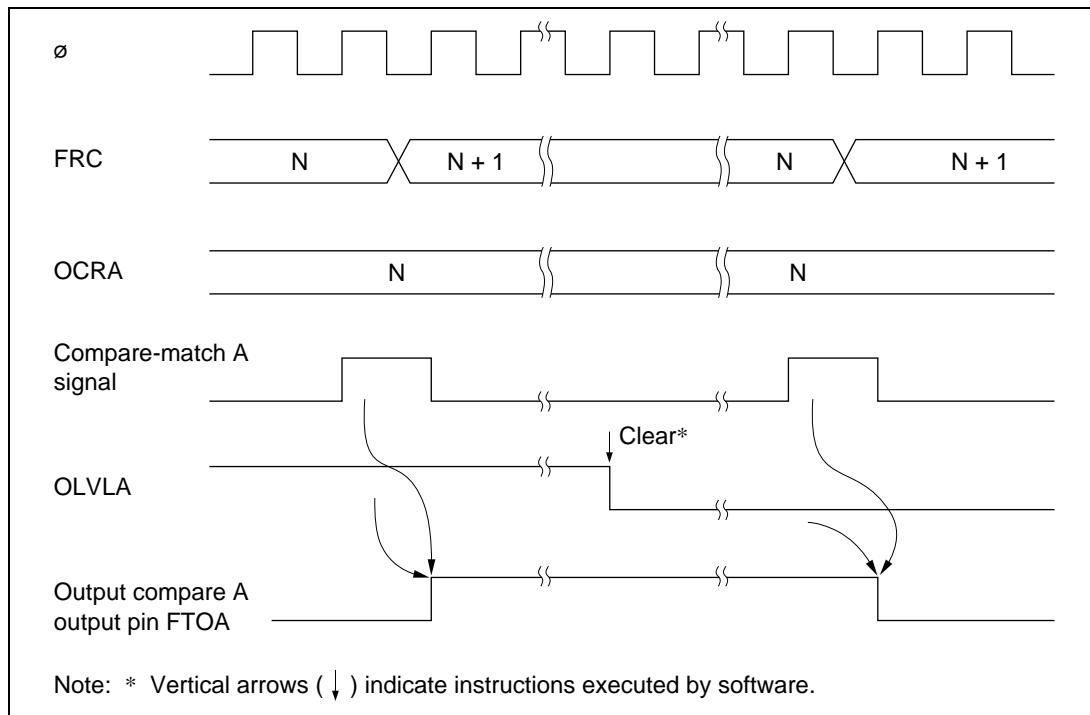 ø
FRC
N
N + 1
N
N + 1
OCRA
N
N
Compare-match A
signal
Clear*
OLVLA
Output compare A
output pin FTOA
Note: * Vertical arrows ( ↓ ) indicate instructions executed by software.